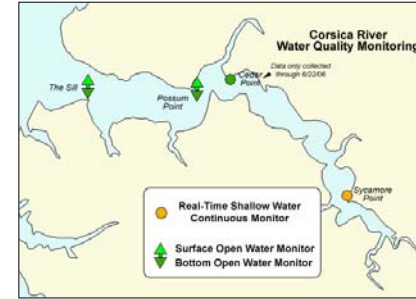 Corsica River
Water Quality Monitoring
Data only collected
through 6/22/06
Cedar
Point
The Sill
Possum
Point
Sycamore
Point
Real-Time Shallow Water
Continuous Monitor
Surface Open Water Monitor
Bottom Open Water Monitor